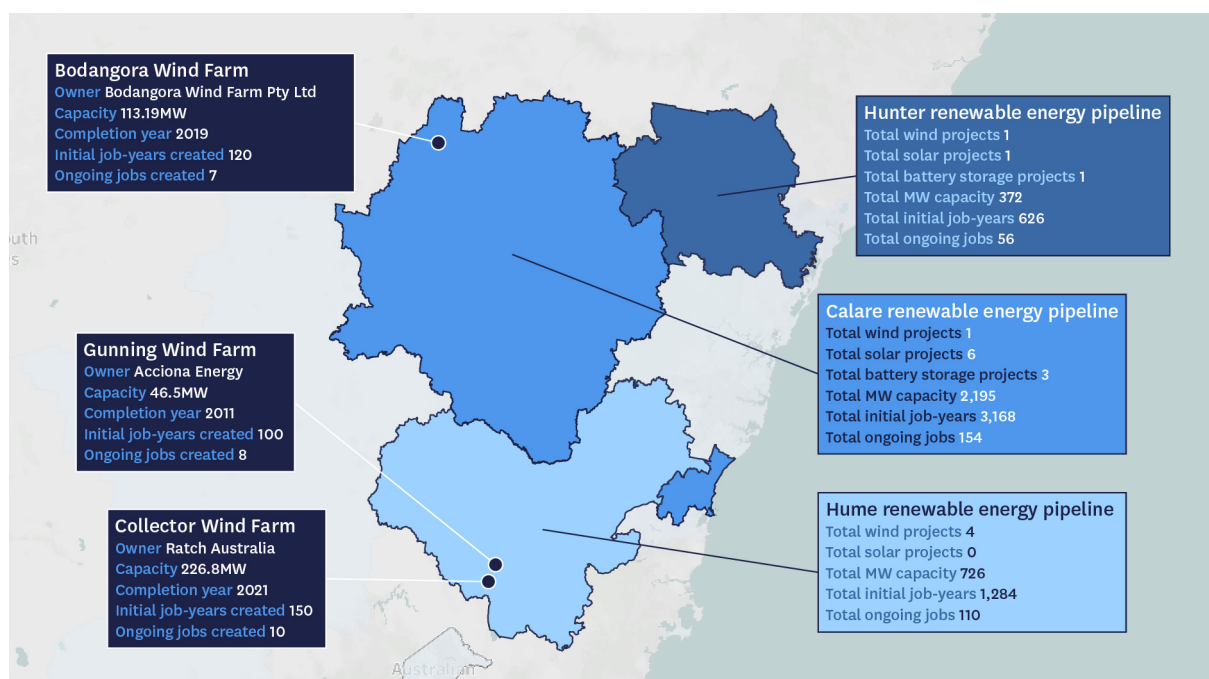 Bodangora Wind Farm
Owner Bodangora Wind Farm Pty Ltd
Capacity 113.19MW
Completion year 2019
Initial job-years created 120
Ongoing jobs created 7
Hunter renewable energy pipeline
Total wind projects 1
Total solar projects 1
Total battery storage projects 1
Total MW capacity 372
Total initial job-years 626
Total ongoing jobs 56
Calare renewable energy pipeline
Total wind projects 1
Total solar projects 6
Total battery storage projects 3
Total MW capacity 2,195
Total initial job-years 3,168
Total ongoing jobs 154
Gunning Wind Farm
Owner Acciona Energy
Capacity 46.5MW
Completion year 2011
Initial job-years created 100
Ongoing jobs created 8
Collector Wind Farm
Owner Ratch Australia
Capacity 226.8MW
Completion year 2021
Initial job-years created 150
Ongoing jobs created 10
Hume renewable energy pipeline
Total wind projects 4
Total solar projects 0
Total MW capacity 726
Total initial job-years 1,284
Total ongoing jobs 110
Australian